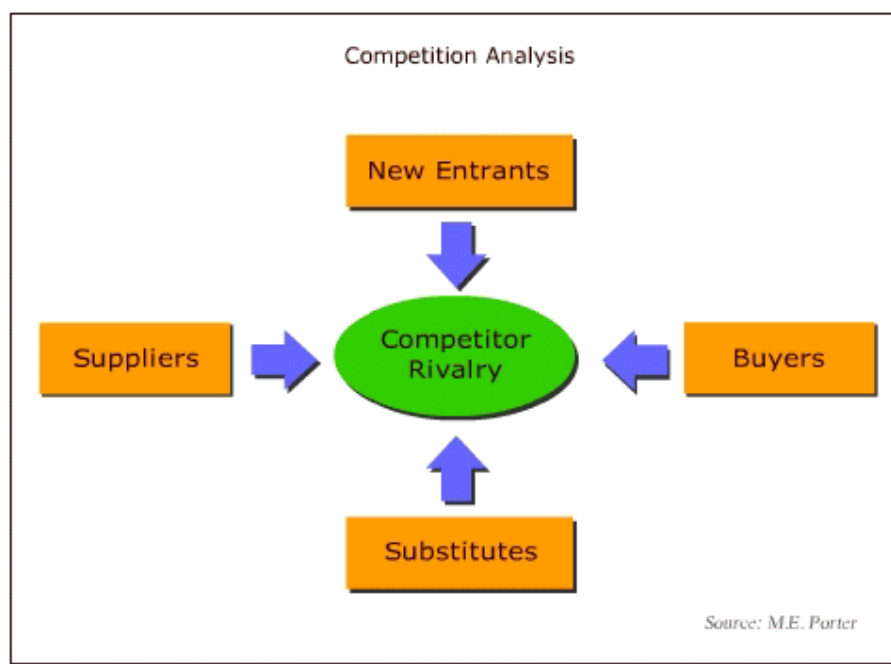 Competition Analysis
New Entrants
Suppliers
Competitor
Rivalry
Buyers
Substitutes
Source: M.E. Porter